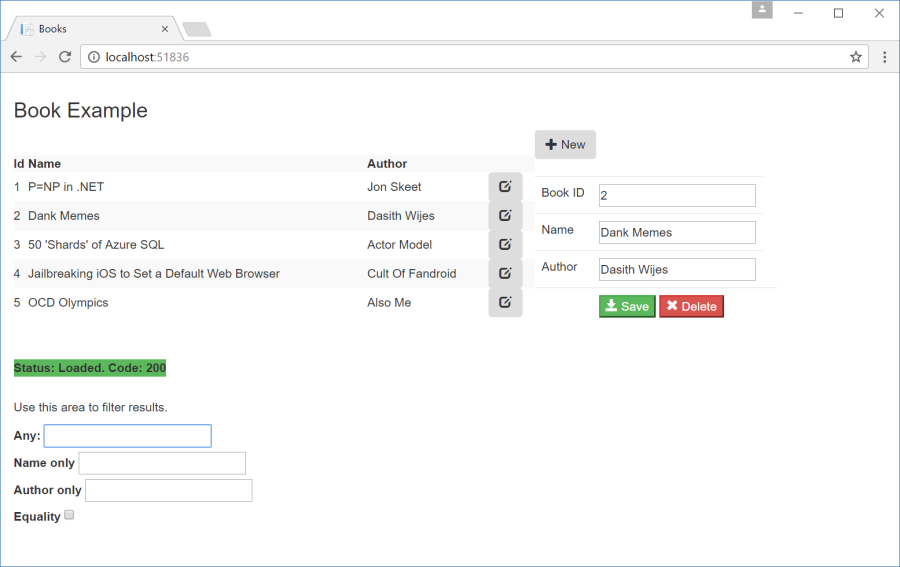 Books
localhost:51836
Book Example
New
Id Name Author
1 P=NP in .NET Jon Skeet
2 Dank Memes Dasith Wijes
3 50 'Shards' of Azure SQL Actor Model
4 Jailbreaking iOS to Set a Default Web Browser Cult Of Fandroid
5 OCD Olympics Also Me
Book ID 2
Name Dank Memes
Author Dasith Wijes
Save Delete
Status: Loaded. Code: 200
Use this area to filter results.
Any:
Name only
Author only
Equality